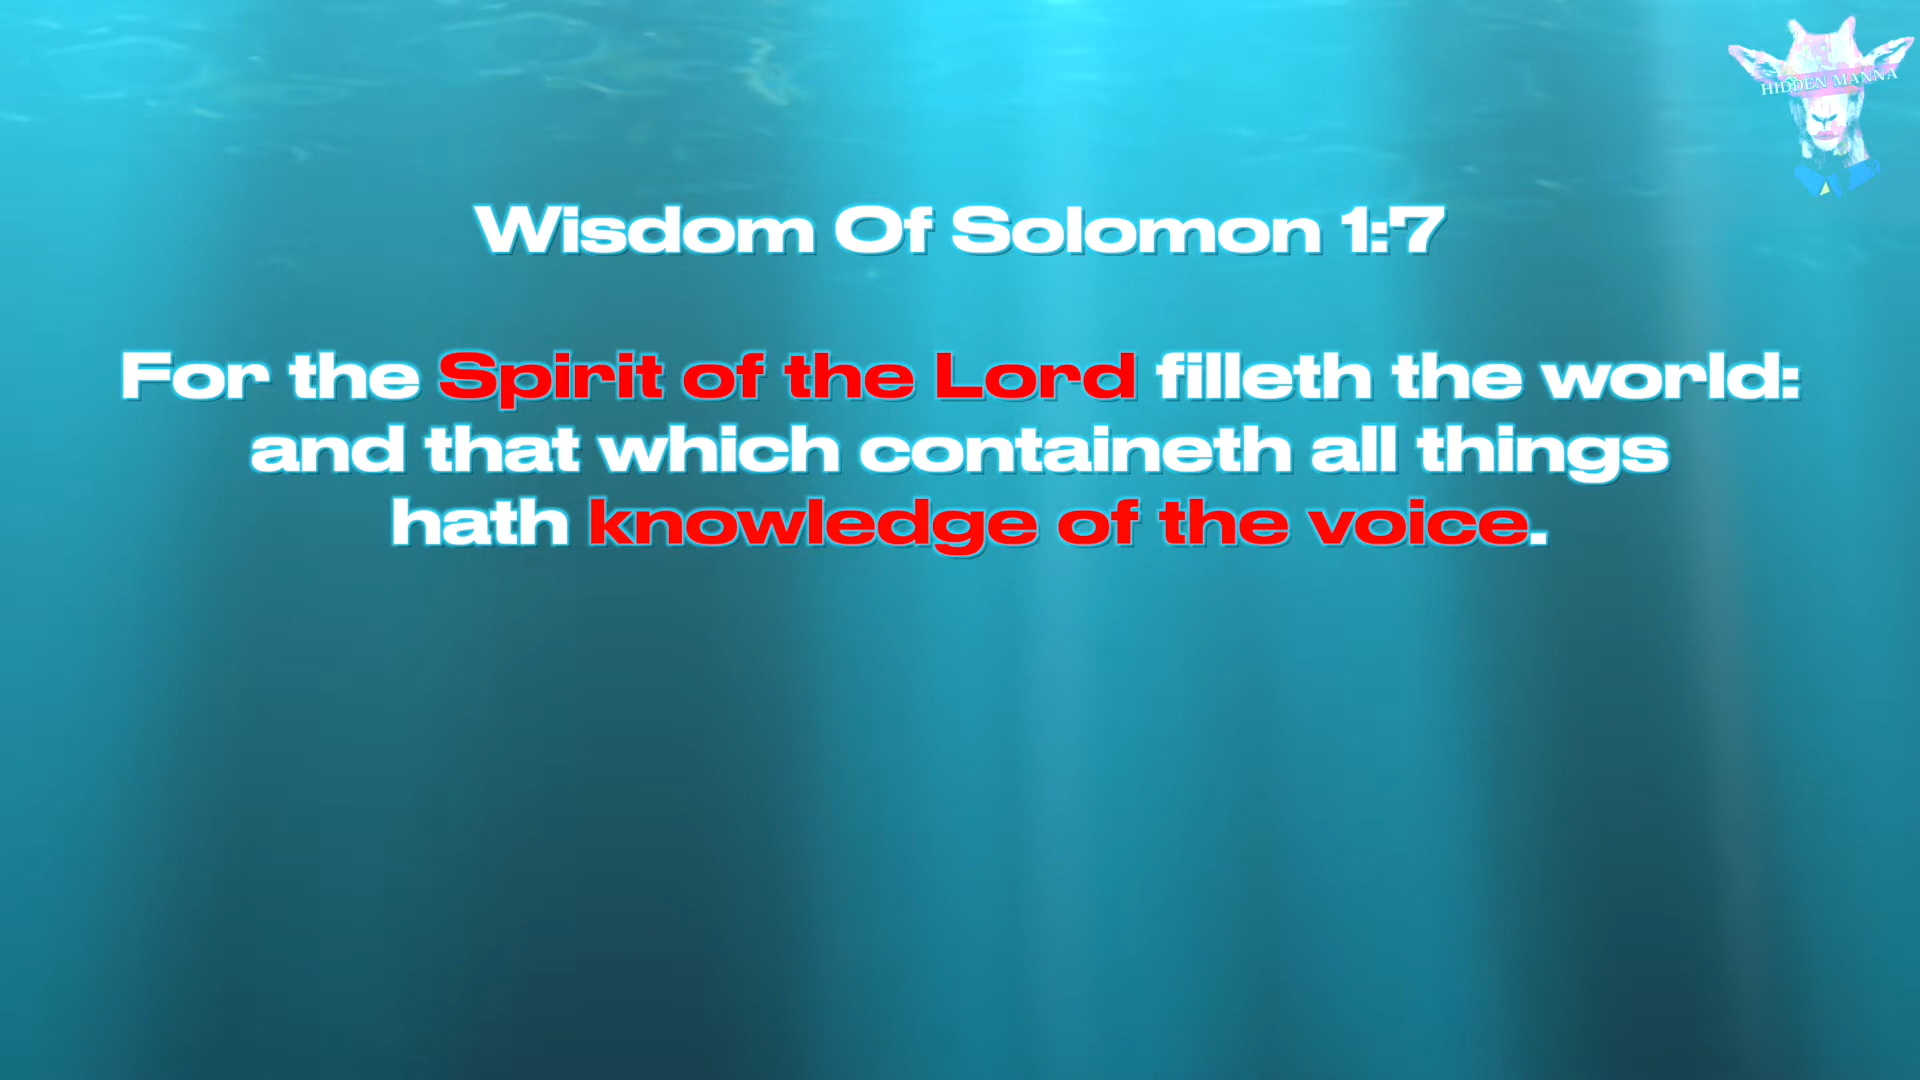 HIDDEN MANNA
Wisdom Of Solomon 1:7
For the Spirit of the Lord filleth the world:
and that which containeth all things
hath knowledge of the voice.